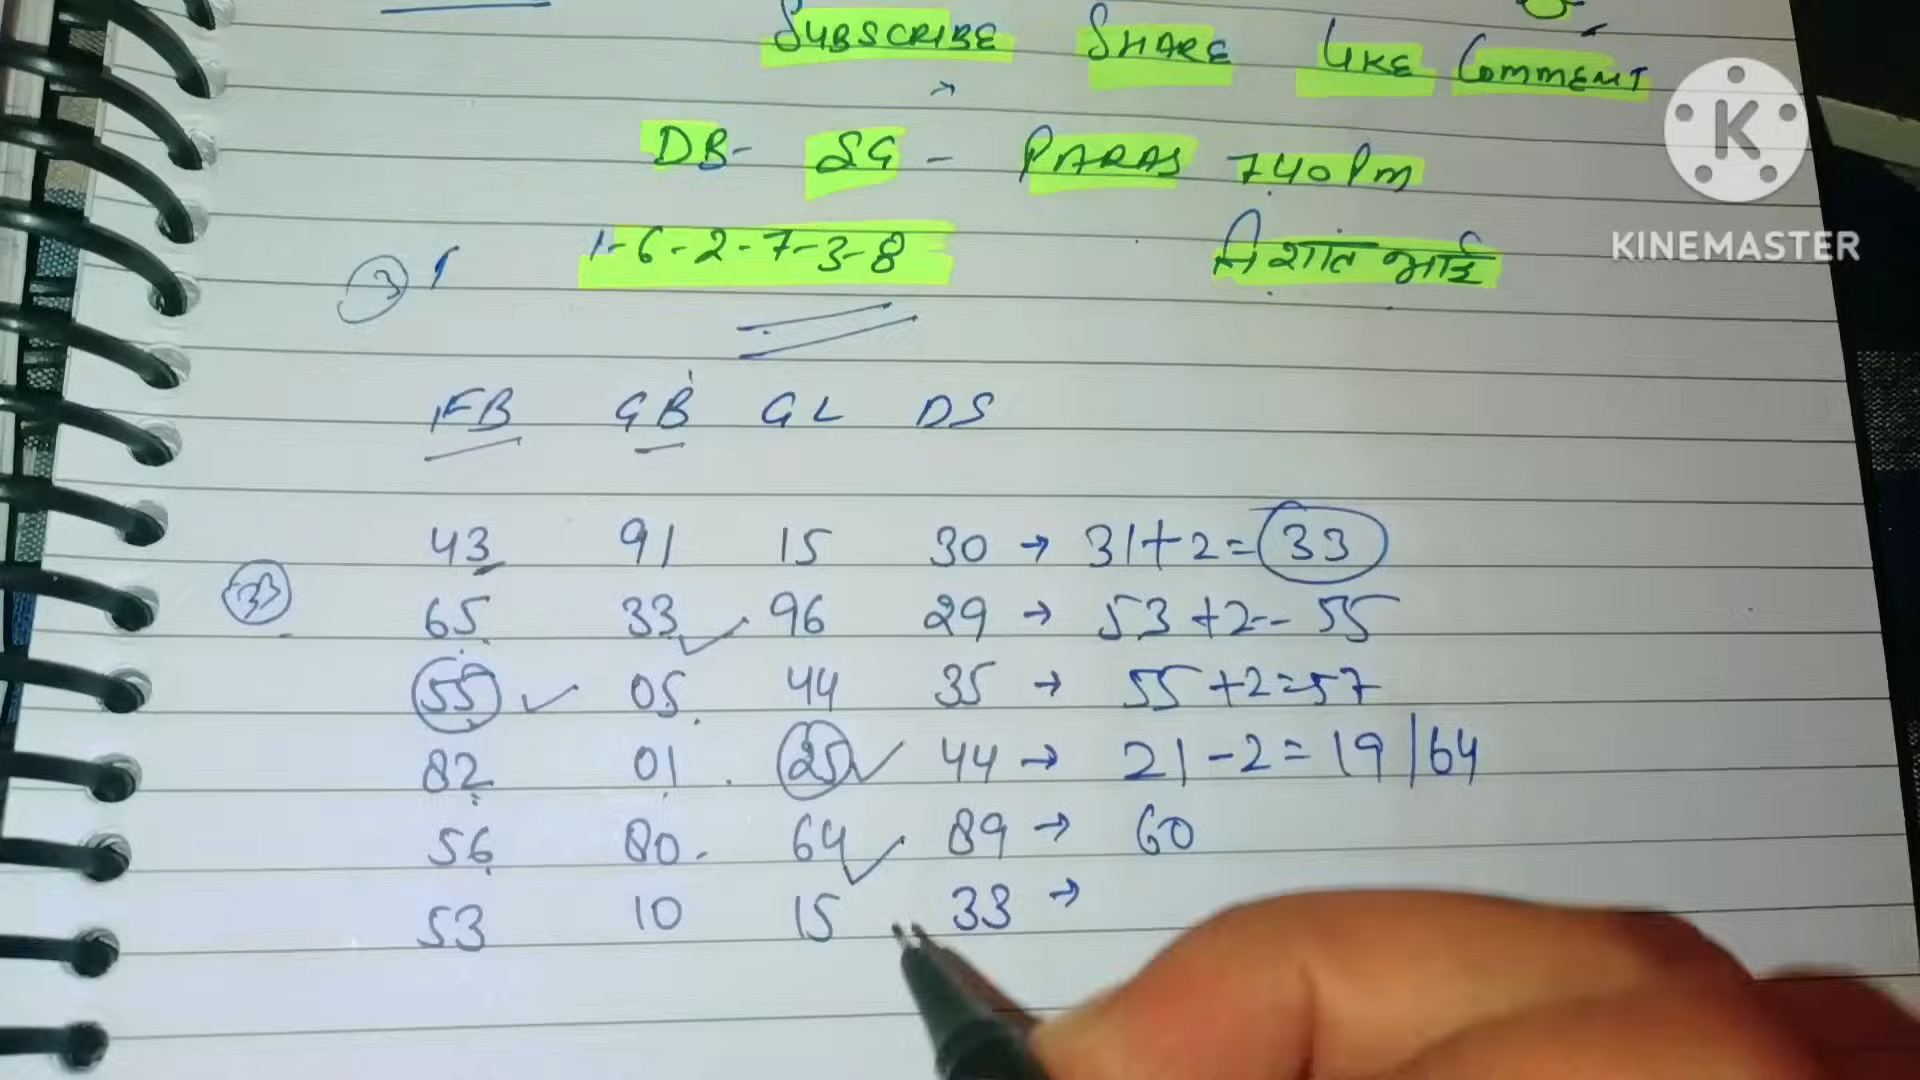 SUBSCRIBE SHARE LIKE COMMENT
DB- SG - PARAS 740 Pm
1-6-2-7-3-8 निशांत भाई
3
FB GB GL DS
43 91 15 30 → 31+2=33
33
65 33 96 29 → 53+2=55
55 05 44 35 → 55+2=57
82 01 25 44 → 21-2=19|64
56 80 64 89 → 60
53 10 15 33 →
K
KINEMASTER